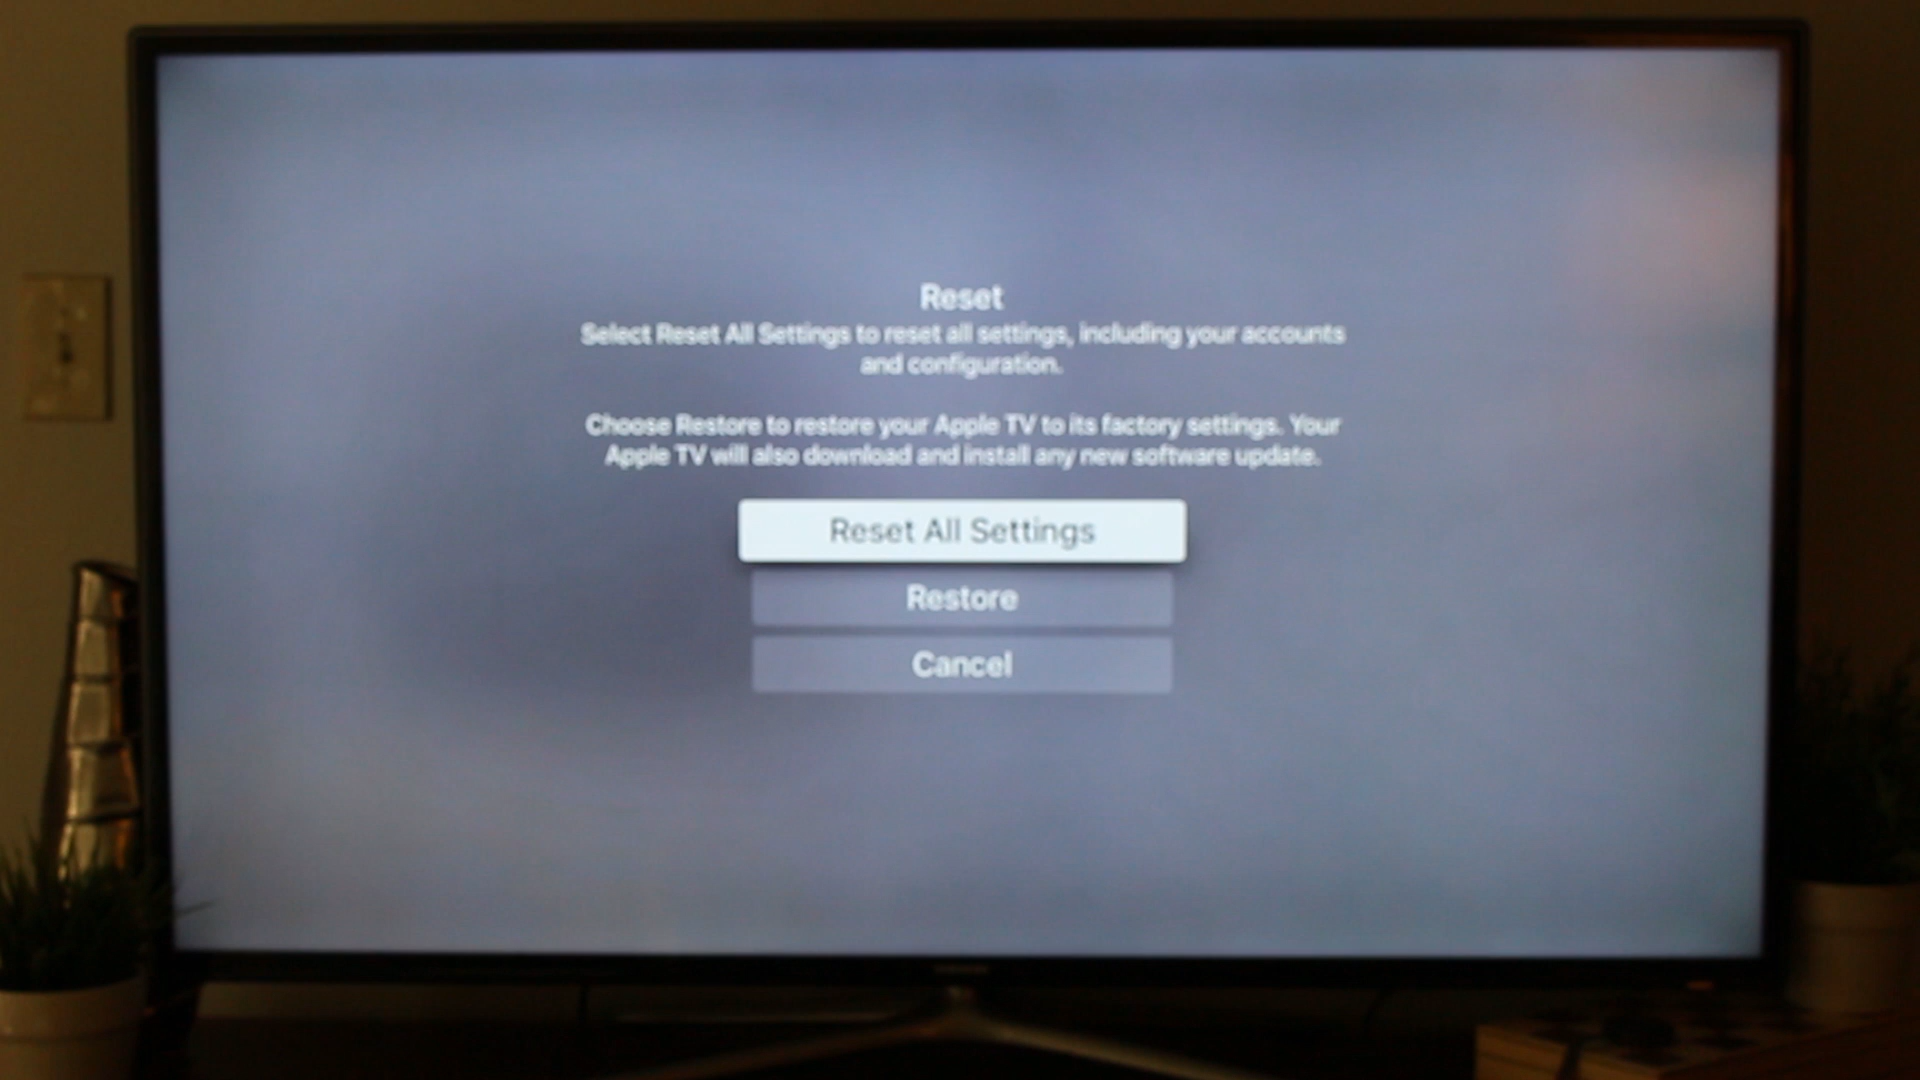 Reset
Select Reset All Settings to reset all settings, including your accounts
and configuration.
Choose Restore to restore your Apple TV to its factory settings. Your
Apple TV will also download and install any new software update.
Reset All Settings
Restore
Cancel